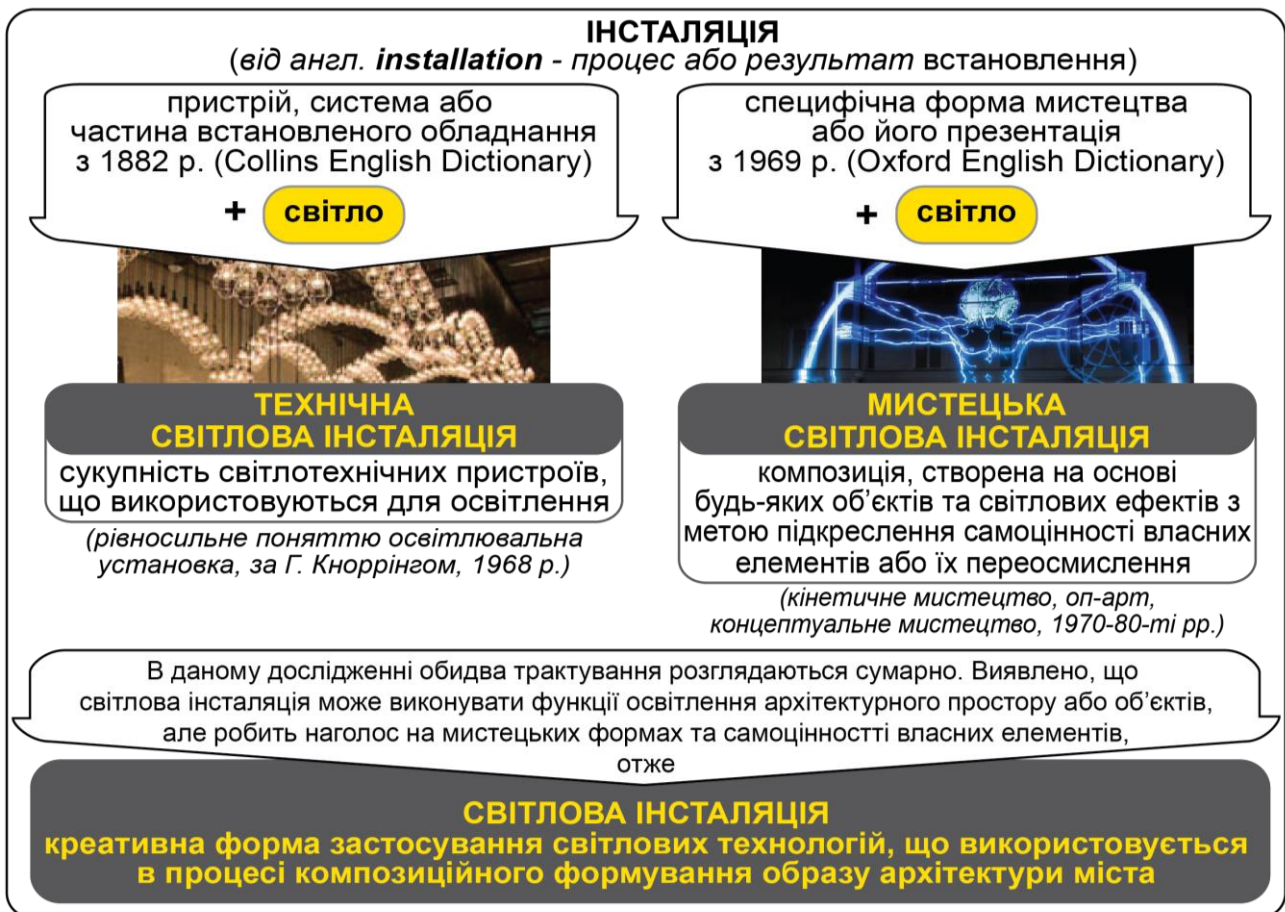 ІНСТАЛЯЦІЯ
(від англ. installation - процес або результат встановлення)
пристрій, система або
частина встановленого обладнання
з 1882 р. (Collins English Dictionary)
+ світло
специфічна форма мистецтва
або його презентація
з 1969 р. (Oxford English Dictionary)
+ світло
ТЕХНІЧНА
СВІТЛОВА ІНСТАЛЯЦІЯ
сукупність світлотехнічних пристроїв,
що використовуються для освітлення
(рівносильне поняттю освітлювальна
установка, за Г. Кноррінгом, 1968 р.)
МИСТЕЦЬКА
СВІТЛОВА ІНСТАЛЯЦІЯ
композиція, створена на основі
будь-яких об’єктів та світлових ефектів з
метою підкреслення самоцінності власних
елементів або їх переосмислення
(кінетичне мистецтво, оп-арт,
концептуальне мистецтво, 1970-80-ті рр.)
В даному дослідженні обидва трактування розглядаються сумарно. Виявлено, що
світлова інсталяція може виконувати функції освітлення архітектурного простору або об’єктів,
але робить наголос на мистецьких формах та самоцінностті власних елементів,
отже
СВІТЛОВА ІНСТАЛЯЦІЯ
креативна форма застосування світлових технологій, що використовується
в процесі композиційного формування образу архітектури міста